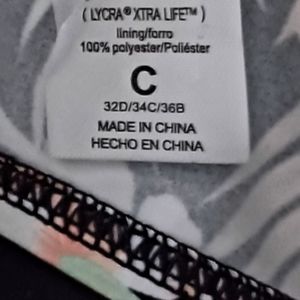 ( LYCRA® XTRA LIFE™ )
lining/forro
100% polyester/Poliéster
C
32D/34C/36B
MADE IN CHINA
HECHO EN CHINA